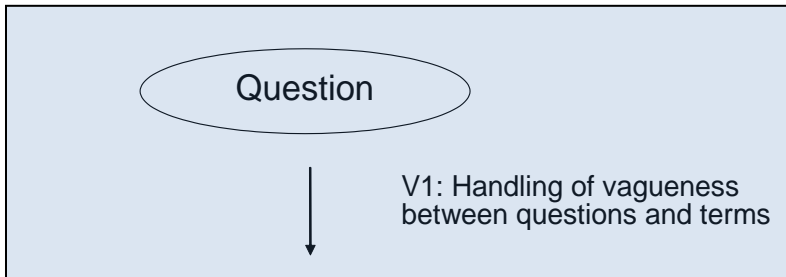 Question
V1: Handling of vagueness
between questions and terms